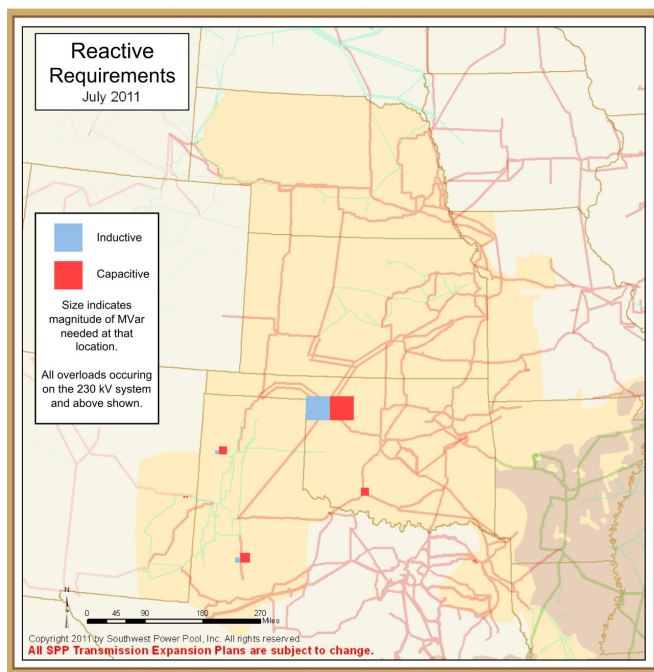 Reactive
Requirements
July 2011
Inductive
Capacitive
Size indicates
magnitude of MVar
needed at that
location.
All overloads occuring
on the 230 kV system
and above shown.
N
0 45 90 180 270
Miles
Copyright 2011 by Southwest Power Pool, Inc. All rights reserved.
All SPP Transmission Expansion Plans are subject to change.